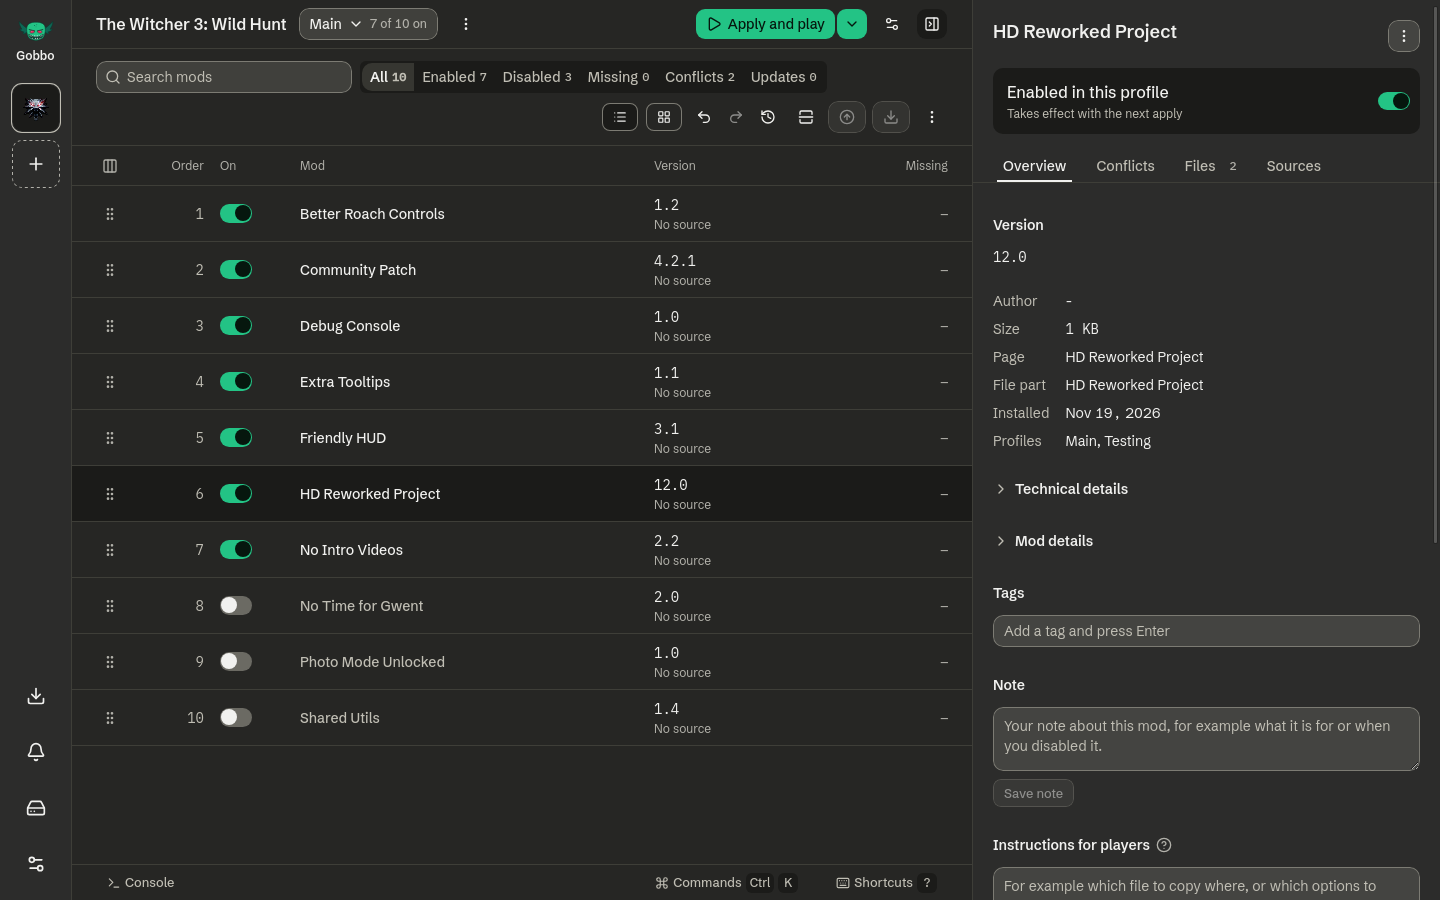 Gobbo
The Witcher 3: Wild Hunt
Main 7 of 10 on
Apply and play
Search mods
All 10 Enabled 7 Disabled 3 Missing 0 Conflicts 2 Updates 0
Order On Mod Version Missing
1 Better Roach Controls 1.2 –
No source
2 Community Patch 4.2.1 –
No source
3 Debug Console 1.0 –
No source
4 Extra Tooltips 1.1 –
No source
5 Friendly HUD 3.1 –
No source
6 HD Reworked Project 12.0 –
No source
7 No Intro Videos 2.2 –
No source
8 No Time for Gwent 2.0 –
No source
9 Photo Mode Unlocked 1.0 –
No source
10 Shared Utils 1.4 –
No source
Console
Commands Ctrl K
Shortcuts ?
HD Reworked Project
Enabled in this profile
Takes effect with the next apply
Overview Conflicts Files 2 Sources
Version
12.0
Author -
Size 1 KB
Page HD Reworked Project
File part HD Reworked Project
Installed Nov 19, 2026
Profiles Main, Testing
Technical details
Mod details
Tags
Add a tag and press Enter
Note
Your note about this mod, for example what it is for or when
you disabled it.
Save note
Instructions for players
For example which file to copy where, or which options to